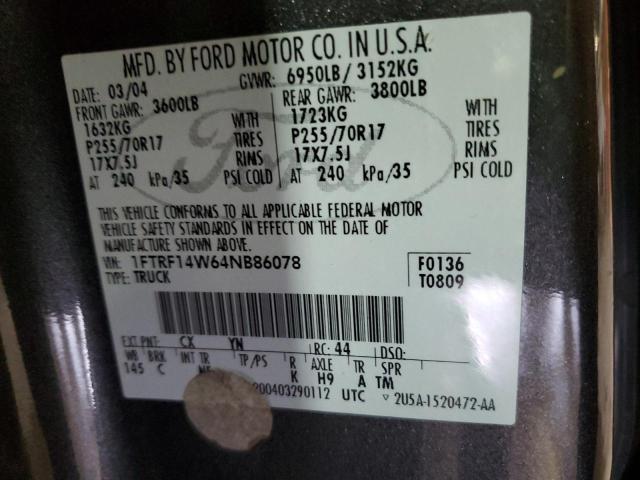 MFD. BY FORD MOTOR CO. IN U.S.A.
DATE: 03/04 GVWR: 6950LB/ 3152KG
FRONT GAWR: 3600LB REAR GAWR: 3800LB
1632KG WITH 1723KG WITH
P255/70R17 TIRES P255/70R17 TIRES
17X7.5J RIMS 17X7.5J RIMS
AT 240 kPa/35 PSI COLD AT 240 kPa/35 PSI COLD
THIS VEHICLE CONFORMS TO ALL APPLICABLE FEDERAL MOTOR
VEHICLE SAFETY STANDARDS IN EFFECT ON THE DATE OF
MANUFACTURE SHOWN ABOVE.
VIN: 1FTRF14W64NB86078 F0136
TYPE: TRUCK T0809
EXT PNT: CX YN RC: 44 DSO:
WB BRK INT TR TP/PS R AXLE TR SPR
145 C K H9 A TM
200403290112 UTC ▽ 2U5A-1520472-AA
Ford